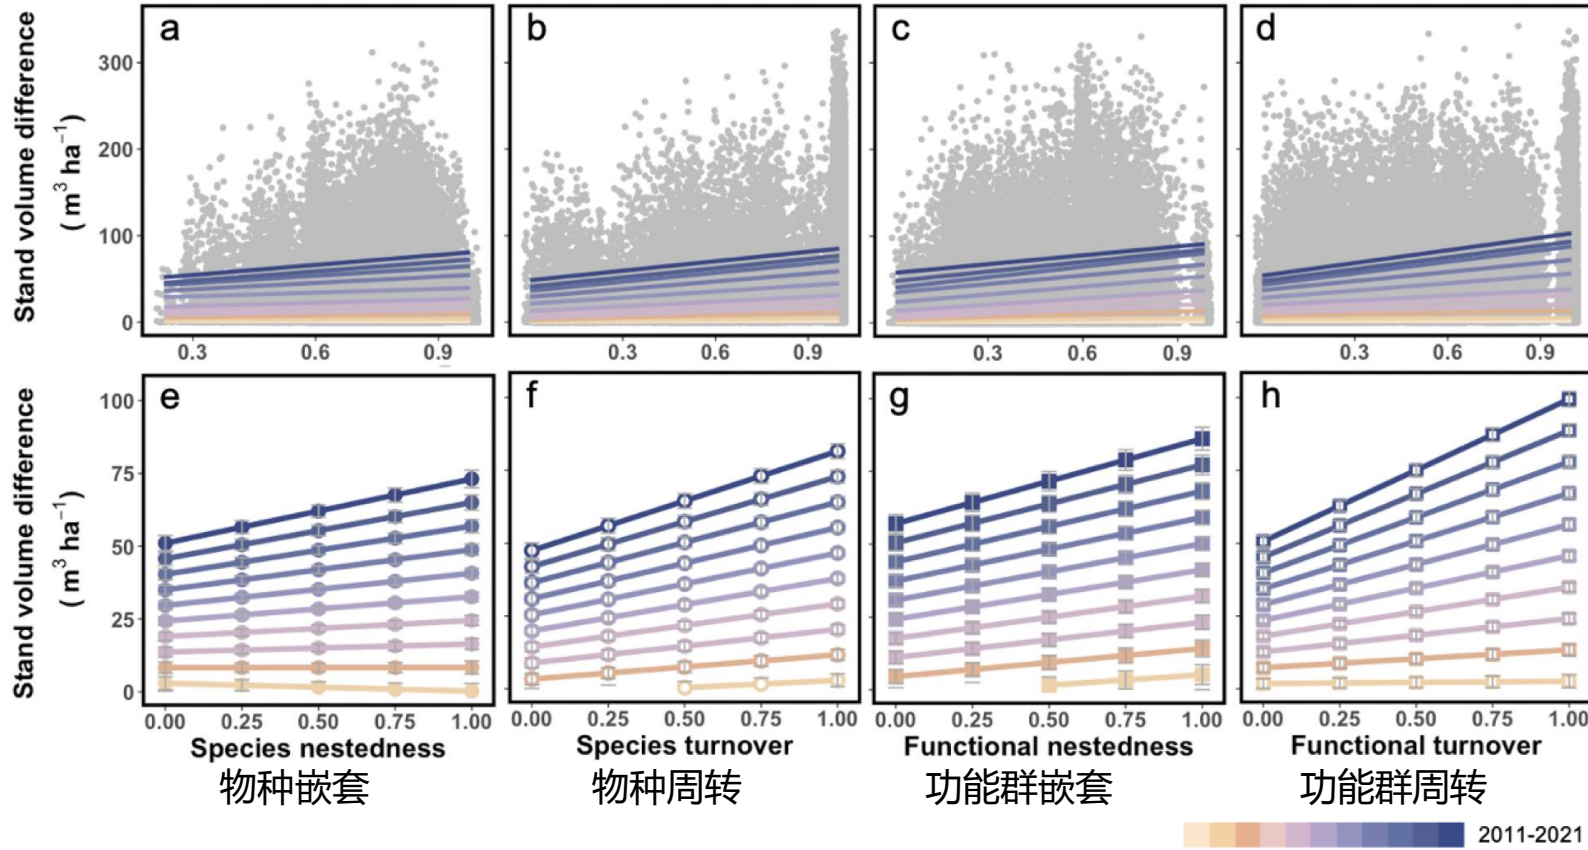 Stand volume difference
( m³ ha⁻¹ )
a
b
c
d
300
200
100
0
0.3 0.6 0.9
0.3 0.6 0.9
0.3 0.6 0.9
0.3 0.6 0.9
Stand volume difference
( m³ ha⁻¹ )
e
f
g
h
100
75
50
25
0
0.00 0.25 0.50 0.75 1.00
0.00 0.25 0.50 0.75 1.00
0.00 0.25 0.50 0.75 1.00
0.00 0.25 0.50 0.75 1.00
Species nestedness
Species turnover
Functional nestedness
Functional turnover
物种嵌套
物种周转
功能群嵌套
功能群周转
2011-2021